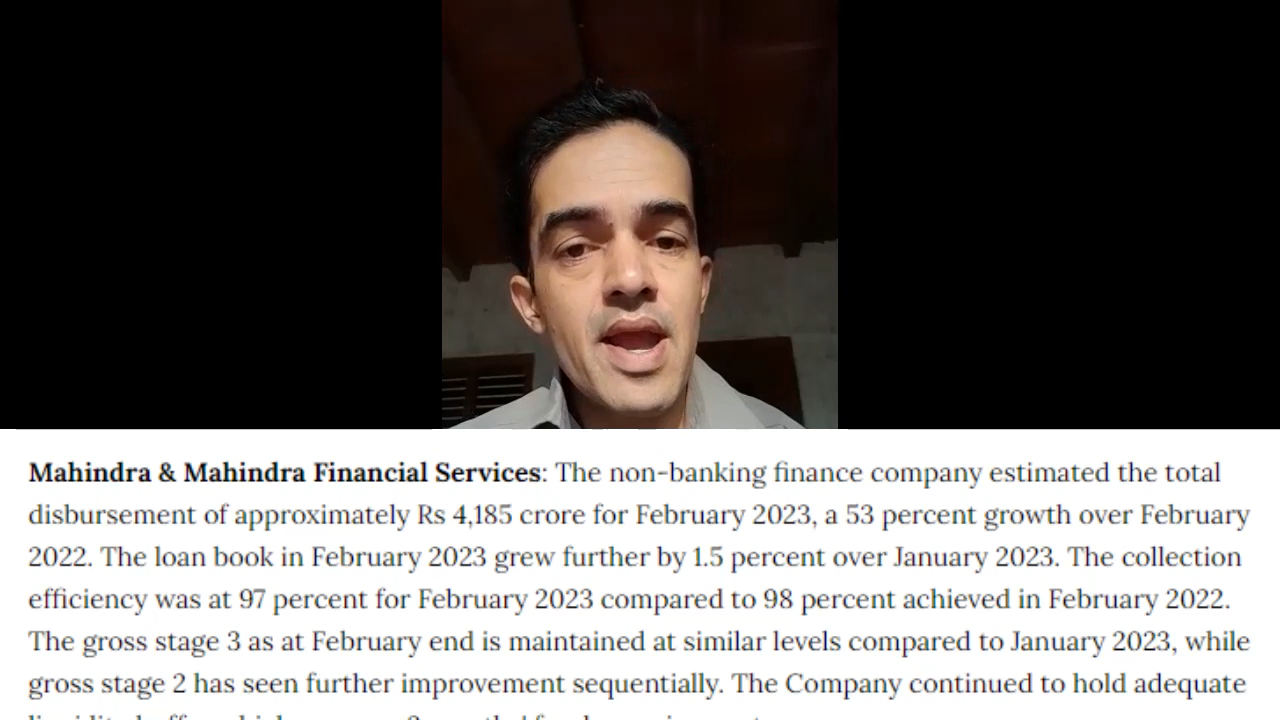 Mahindra & Mahindra Financial Services: The non-banking finance company estimated the total
disbursement of approximately Rs 4,185 crore for February 2023, a 53 percent growth over February
2022. The loan book in February 2023 grew further by 1.5 percent over January 2023. The collection
efficiency was at 97 percent for February 2023 compared to 98 percent achieved in February 2022.
The gross stage 3 as at February end is maintained at similar levels compared to January 2023, while
gross stage 2 has seen further improvement sequentially. The Company continued to hold adequate